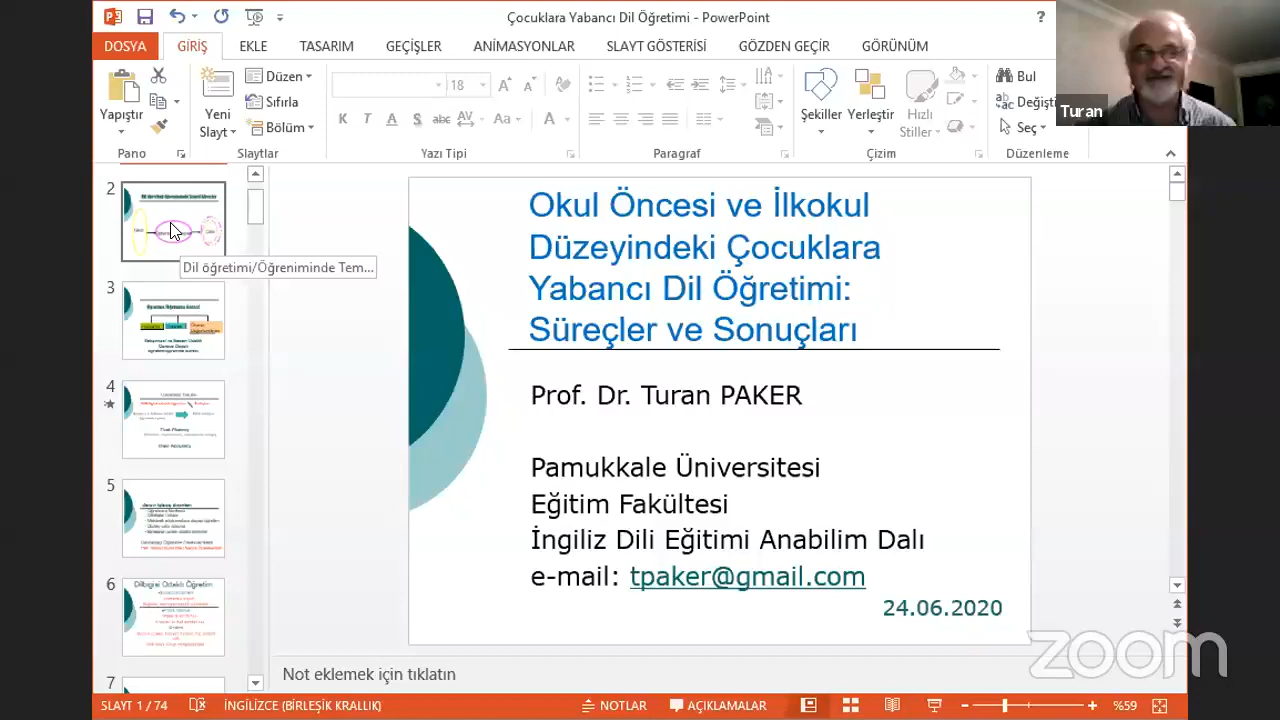 Çocuklara Yabancı Dil Öğretimi - PowerPoint
?
DOSYA GİRİŞ EKLE TASARIM GEÇİŞLER ANİMASYONLAR SLAYT GÖSTERİSİ GÖZDEN GEÇİR GÖRÜNÜM
Turan
Yapıştır
Yeni
Slayt
Düzen
Sıfırla
Bölüm
18
K T A S abc AV Aa A
Şekiller Yerleştir Hızlı
Stiller
Bul
Değişti
Seç
Pano Slaytlar Yazı Tipi Paragraf Çizim Düzenleme
2
Dil öğretimi/Öğreniminde Tem...
3
4
5
6
Dilbilgisi Odaklı Öğretim
7
Okul Öncesi ve İlkokul
Düzeyindeki Çocuklara
Yabancı Dil Öğretimi:
Süreçler ve Sonuçları
Prof. Dr. Turan PAKER
Pamukkale Üniversitesi
Eğitim Fakültesi
İngiliz Dili Eğitimi Anabilim Dalı
e-mail: tpaker@gmail.com
24.06.2020
zoom
Not eklemek için tıklatın
SLAYT 1 / 74 İNGİLİZCE (BİRLEŞİK KRALLIK) NOTLAR AÇIKLAMALAR %59